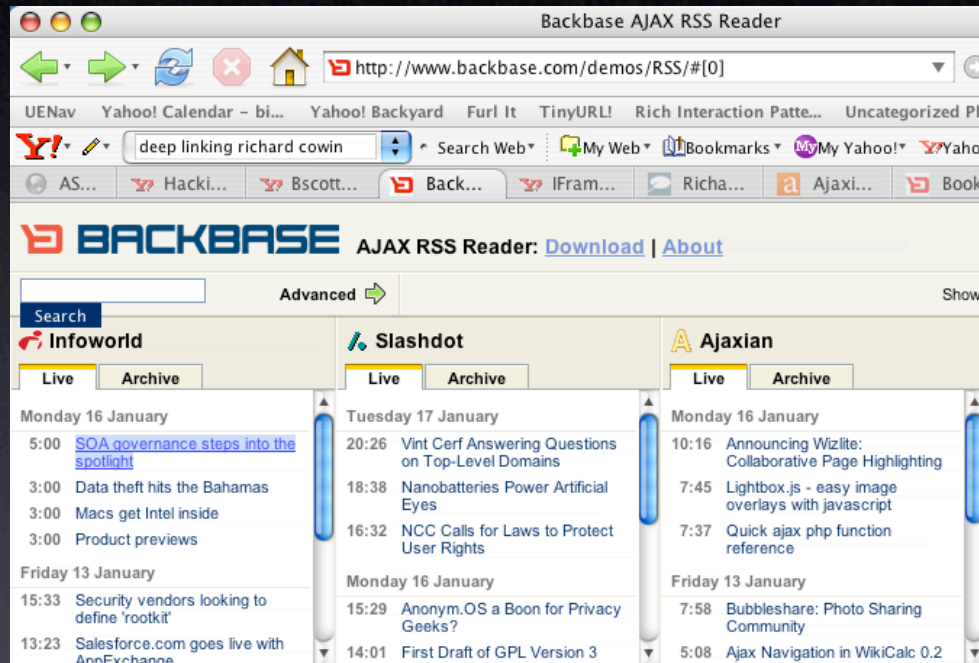 Backbase AJAX RSS Reader
http://www.backbase.com/demos/RSS/#[0]
UENav Yahoo! Calendar – bi... Yahoo! Backyard Furl It TinyURL! Rich Interaction Patte... Uncategorized
Y! deep linking richard cowin Search Web My Web Bookmarks My Yahoo! Yaho
AS... Hacki... Bscott... Back... IFram... Richa... Ajaxi... Book
BACKBASE AJAX RSS Reader: Download | About
Advanced Show
Search
Infoworld
Live Archive
Monday 16 January
5:00 SOA governance steps into the
spotlight
3:00 Data theft hits the Bahamas
3:00 Macs get Intel inside
3:00 Product previews
Friday 13 January
15:33 Security vendors looking to
define 'rootkit'
13:23 Salesforce.com goes live with
AppExchange
Slashdot
Live Archive
Tuesday 17 January
20:26 Vint Cerf Answering Questions
on Top-Level Domains
18:38 Nanobatteries Power Artificial
Eyes
16:32 NCC Calls for Laws to Protect
User Rights
Monday 16 January
15:29 Anonym.OS a Boon for Privacy
Geeks?
14:01 First Draft of GPL Version 3
Ajaxian
Live Archive
Monday 16 January
10:16 Announcing Wizlite:
Collaborative Page Highlighting
7:45 Lightbox.js - easy image
overlays with javascript
7:37 Quick ajax php function
reference
Friday 13 January
7:58 Bubbleshare: Photo Sharing
Community
5:08 Ajax Navigation in WikiCalc 0.2